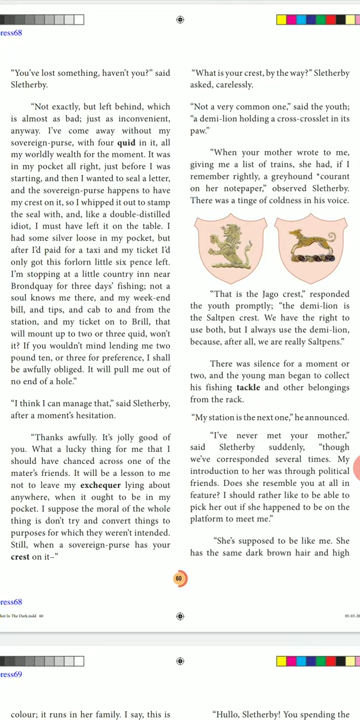 press68
"You've lost something, haven't you?" said
Sletherby.
"Not exactly, but left behind, which
is almost as bad; just as inconvenient,
anyway. I've come away without my
sovereign-purse, with four quid in it, all
my worldly wealth for the moment. It was
in my pocket all right, just before I was
starting, and then I wanted to seal a letter,
and the sovereign-purse happens to have
my crest on it, so I whipped it out to stamp
the seal with, and, like a double-distilled
idiot, I must have left it on the table. I
had some silver loose in my pocket, but
after I'd paid for a taxi and my ticket I'd
only got this forlorn little six pence left.
I'm stopping at a little country inn near
Brondquay for three days' fishing; not a
soul knows me there, and my week-end
bill, and tips, and cab to and from the
station, and my ticket on to Brill, that
will mount up to two or three quid, won't
it? If you wouldn't mind lending me two
pound ten, or three for preference, I shall
be awfully obliged. It will pull me out of
no end of a hole."
"I think I can manage that," said Sletherby,
after a moment's hesitation.
"Thanks awfully. It's jolly good of
you. What a lucky thing for me that I
should have chanced across one of the
mater's friends. It will be a lesson to me
not to leave my exchequer lying about
anywhere, when it ought to be in my
pocket. I suppose the moral of the whole
thing is don't try and convert things to
purposes for which they weren't intended.
Still, when a sovereign-purse has your
crest on it–"
"What is your crest, by the way?" Sletherby
asked, carelessly.
"Not a very common one," said the youth;
"a demi-lion holding a cross-crosslet in its
paw."
"When your mother wrote to me,
giving me a list of trains, she had, if I
remember rightly, a greyhound *courant
on her notepaper," observed Sletherby.
There was a tinge of coldness in his voice.
"That is the Jago crest," responded
the youth promptly; "the demi-lion is
the Saltpen crest. We have the right to
use both, but I always use the demi-lion,
because, after all, we are really Saltpens."
There was silence for a moment or
two, and the young man began to collect
his fishing tackle and other belongings
from the rack.
"My station is the next one," he announced.
"I've never met your mother,"
said Sletherby suddenly, "though
we've corresponded several times. My
introduction to her was through political
friends. Does she resemble you at all in
feature? I should rather like to be able to
pick her out if she happened to be on the
platform to meet me."
"She's supposed to be like me. She
has the same dark brown hair and high
60
press68
In The Dark.indd 60
press69
colour; it runs in her family. I say, this is
"Hullo, Sletherby! You spending the